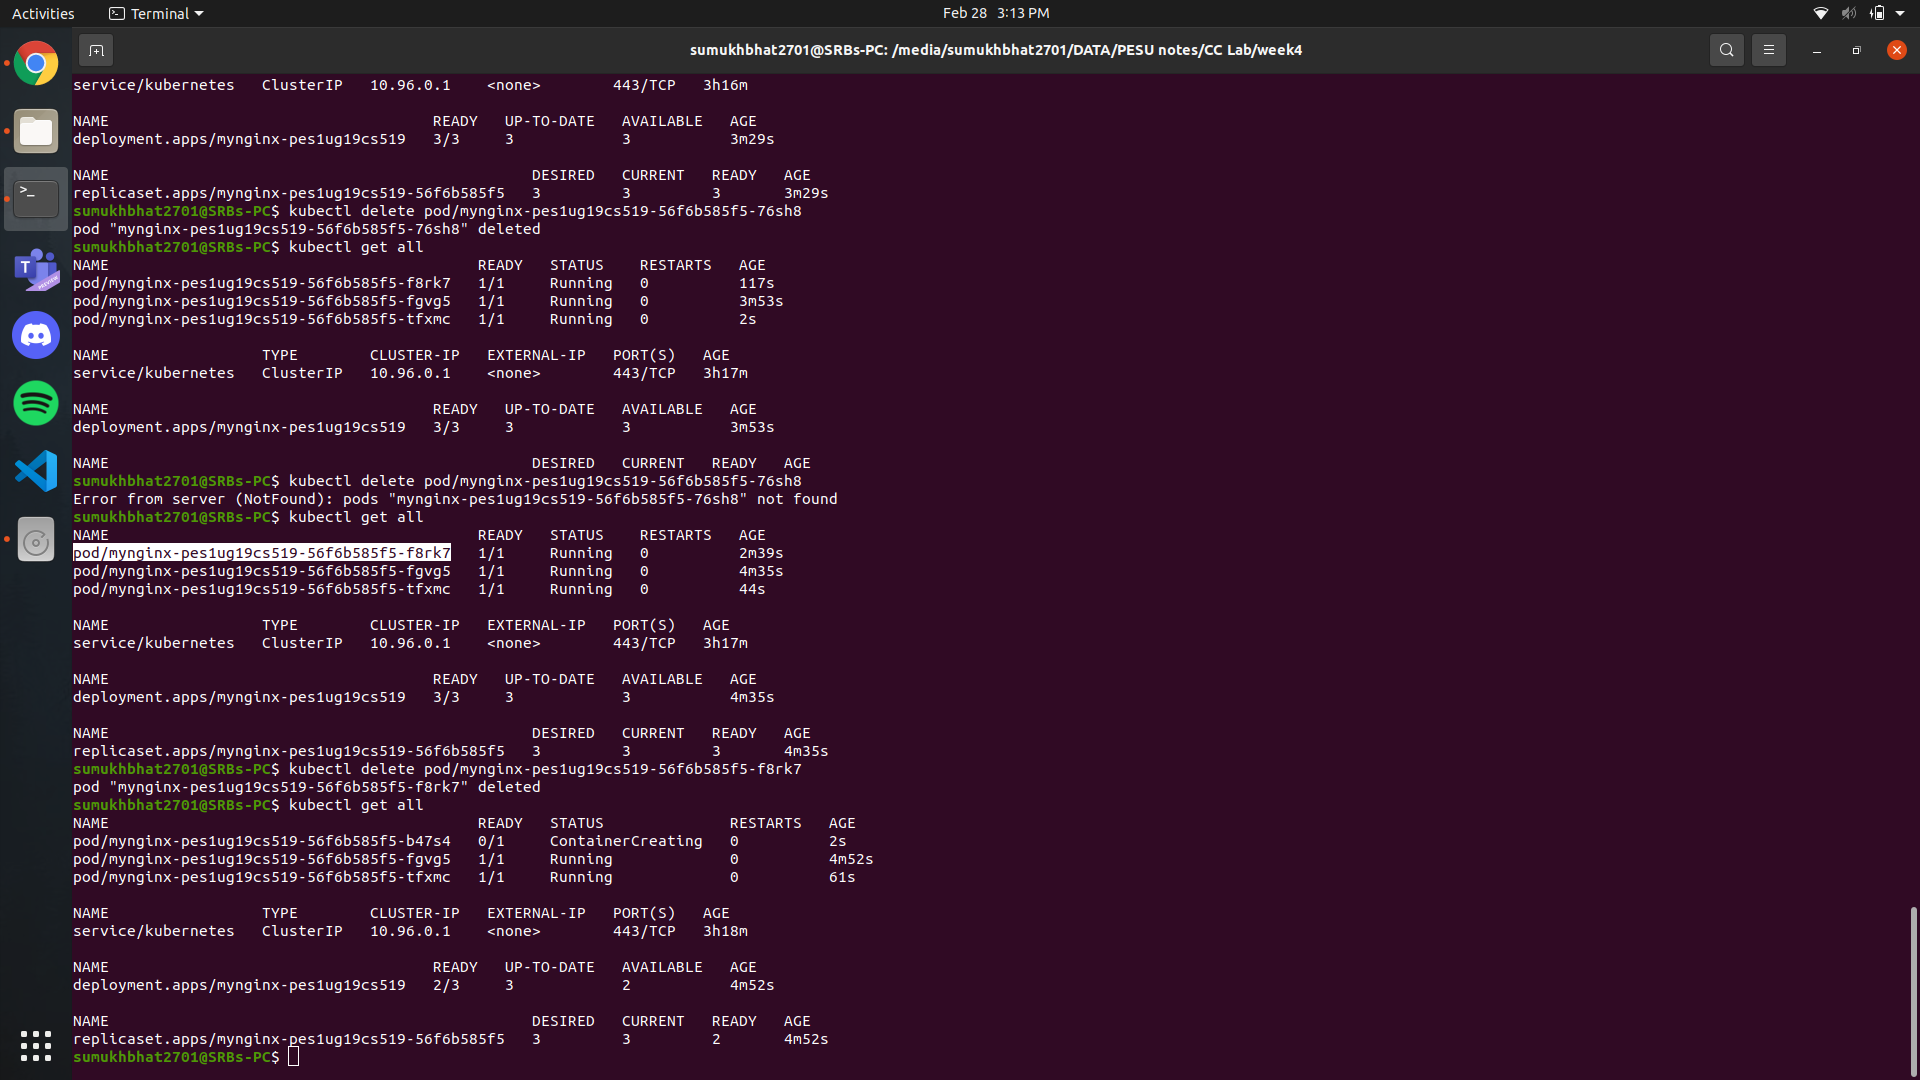 Activities Terminal Feb 28 3:13 PM
sumukhbhat2701@SRBs-PC: /media/sumukhbhat2701/DATA/PESU notes/CC Lab/week4
service/kubernetes ClusterIP 10.96.0.1 <none> 443/TCP 3h16m
NAME READY UP-TO-DATE AVAILABLE AGE
deployment.apps/mynginx-pes1ug19cs519 3/3 3 3 3m29s
NAME DESIRED CURRENT READY AGE
replicaset.apps/mynginx-pes1ug19cs519-56f6b585f5 3 3 3 3m29s
sumukhbhat2701@SRBs-PC$ kubectl delete pod/mynginx-pes1ug19cs519-56f6b585f5-76sh8
pod "mynginx-pes1ug19cs519-56f6b585f5-76sh8" deleted
sumukhbhat2701@SRBs-PC$ kubectl get all
NAME READY STATUS RESTARTS AGE
pod/mynginx-pes1ug19cs519-56f6b585f5-f8rk7 1/1 Running 0 117s
pod/mynginx-pes1ug19cs519-56f6b585f5-fgvg5 1/1 Running 0 3m53s
pod/mynginx-pes1ug19cs519-56f6b585f5-tfxmc 1/1 Running 0 2s
NAME TYPE CLUSTER-IP EXTERNAL-IP PORT(S) AGE
service/kubernetes ClusterIP 10.96.0.1 <none> 443/TCP 3h17m
NAME READY UP-TO-DATE AVAILABLE AGE
deployment.apps/mynginx-pes1ug19cs519 3/3 3 3 3m53s
NAME DESIRED CURRENT READY AGE
sumukhbhat2701@SRBs-PC$ kubectl delete pod/mynginx-pes1ug19cs519-56f6b585f5-76sh8
Error from server (NotFound): pods "mynginx-pes1ug19cs519-56f6b585f5-76sh8" not found
sumukhbhat2701@SRBs-PC$ kubectl get all
NAME READY STATUS RESTARTS AGE
pod/mynginx-pes1ug19cs519-56f6b585f5-f8rk7 1/1 Running 0 2m39s
pod/mynginx-pes1ug19cs519-56f6b585f5-fgvg5 1/1 Running 0 4m35s
pod/mynginx-pes1ug19cs519-56f6b585f5-tfxmc 1/1 Running 0 44s
NAME TYPE CLUSTER-IP EXTERNAL-IP PORT(S) AGE
service/kubernetes ClusterIP 10.96.0.1 <none> 443/TCP 3h17m
NAME READY UP-TO-DATE AVAILABLE AGE
deployment.apps/mynginx-pes1ug19cs519 3/3 3 3 4m35s
NAME DESIRED CURRENT READY AGE
replicaset.apps/mynginx-pes1ug19cs519-56f6b585f5 3 3 3 4m35s
sumukhbhat2701@SRBs-PC$ kubectl delete pod/mynginx-pes1ug19cs519-56f6b585f5-f8rk7
pod "mynginx-pes1ug19cs519-56f6b585f5-f8rk7" deleted
sumukhbhat2701@SRBs-PC$ kubectl get all
NAME READY STATUS RESTARTS AGE
pod/mynginx-pes1ug19cs519-56f6b585f5-b47s4 0/1 ContainerCreating 0 2s
pod/mynginx-pes1ug19cs519-56f6b585f5-fgvg5 1/1 Running 0 4m52s
pod/mynginx-pes1ug19cs519-56f6b585f5-tfxmc 1/1 Running 0 61s
NAME TYPE CLUSTER-IP EXTERNAL-IP PORT(S) AGE
service/kubernetes ClusterIP 10.96.0.1 <none> 443/TCP 3h18m
NAME READY UP-TO-DATE AVAILABLE AGE
deployment.apps/mynginx-pes1ug19cs519 2/3 3 2 4m52s
NAME DESIRED CURRENT READY AGE
replicaset.apps/mynginx-pes1ug19cs519-56f6b585f5 3 3 2 4m52s
sumukhbhat2701@SRBs-PC$